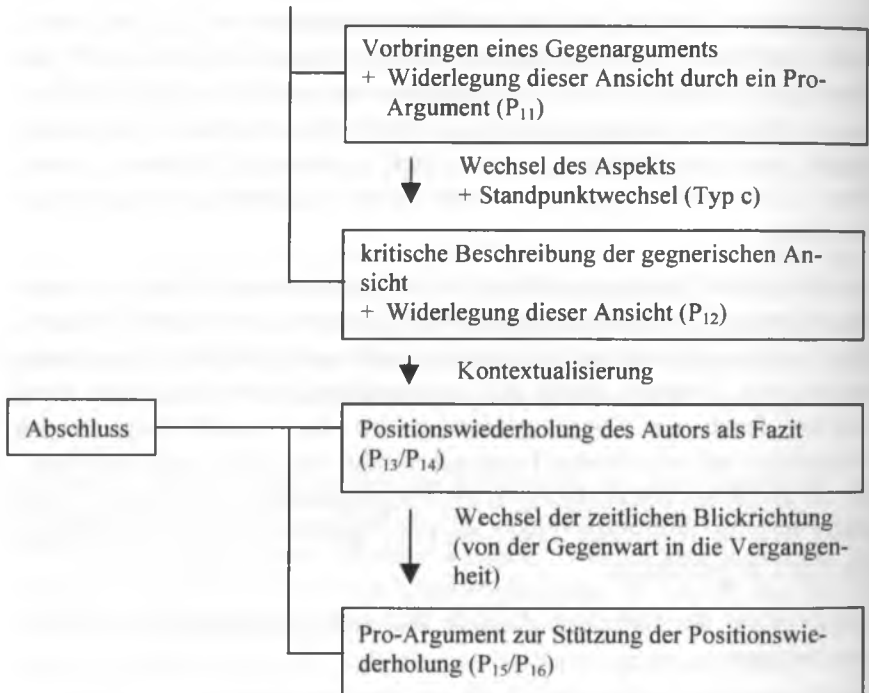 Vorbringen eines Gegenarguments
+ Widerlegung dieser Ansicht durch ein Pro-
Argument (P₁₁)
Wechsel des Aspekts
+ Standpunktwechsel (Typ c)
kritische Beschreibung der gegnerischen An-
sicht
+ Widerlegung dieser Ansicht (P₁₂)
Kontextualisierung
Abschluss
Positionswiederholung des Autors als Fazit
(P₁₃/P₁₄)
Wechsel der zeitlichen Blickrichtung
(von der Gegenwart in die Vergangen-
heit)
Pro-Argument zur Stützung der Positionswie-
derholung (P₁₅/P₁₆)